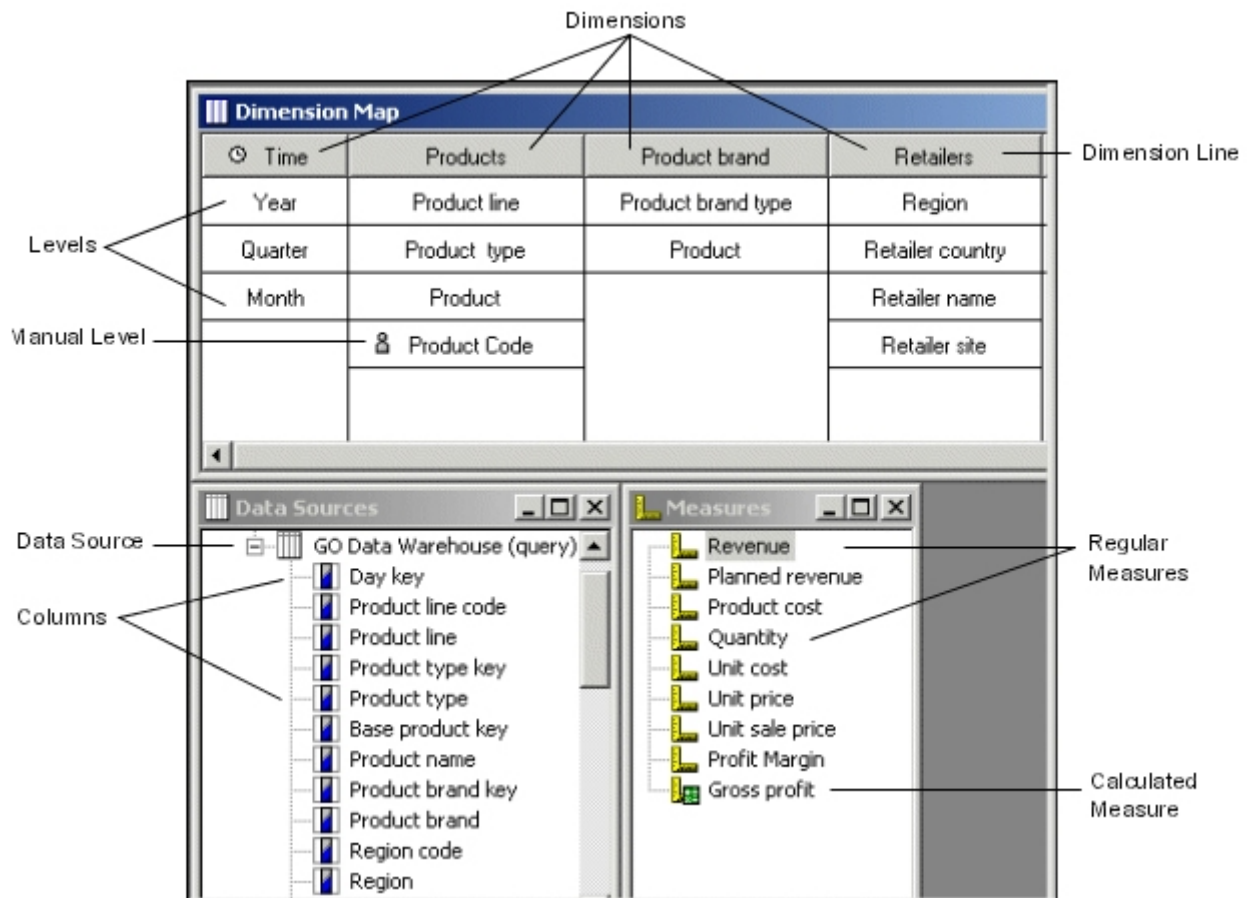 Dimensions
Dimension Map
Time Products Product brand Retailers
Dimension Line
Year Product line Product brand type Region
Levels
Quarter Product type Product Retailer country
Month Product Retailer name
Manual Level
Product Code Retailer site
Data Sources
Measures
Data Source
GO Data Warehouse (query)
Day key
Product line code
Product line
Product type key
Product type
Base product key
Product name
Product brand key
Product brand
Region code
Region
Columns
Revenue
Planned revenue
Product cost
Quantity
Unit cost
Unit price
Unit sale price
Profit Margin
Gross profit
Regular
Measures
Calculated
Measure